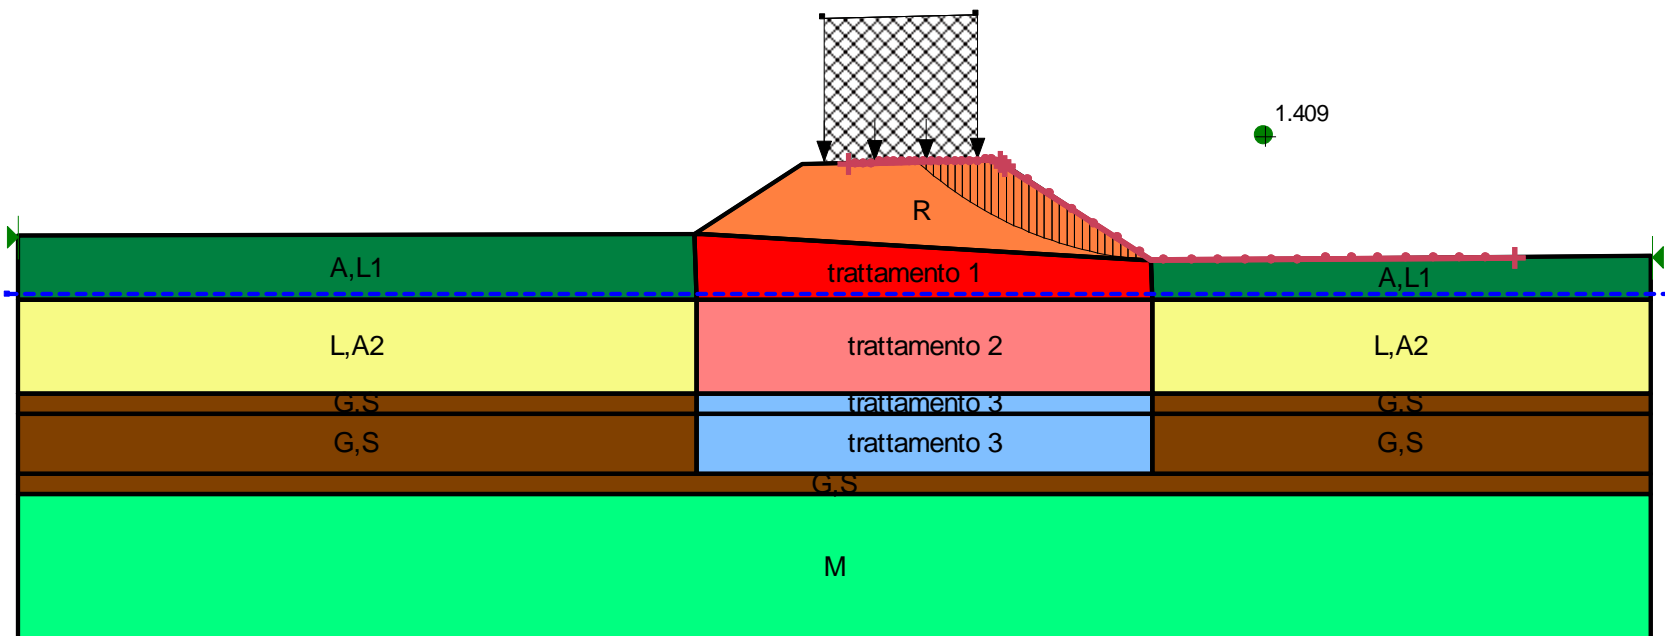 1.409
R
A,L1
trattamento 1
A,L1
L,A2
trattamento 2
L,A2
G,S
trattamento 3
G,S
G,S
trattamento 3
G,S
G,S
M